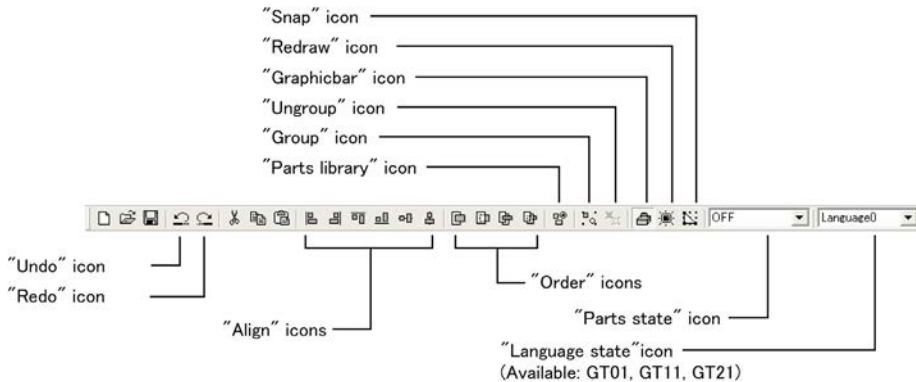 "Snap" icon
"Redraw" icon
"Graphicbar" icon
"Ungroup" icon
"Group" icon
"Parts library" icon
OFF
Language0
"Undo" icon
"Redo" icon
"Align" icons
"Order" icons
"Parts state" icon
"Language state"icon
(Available: GT01, GT11, GT21)